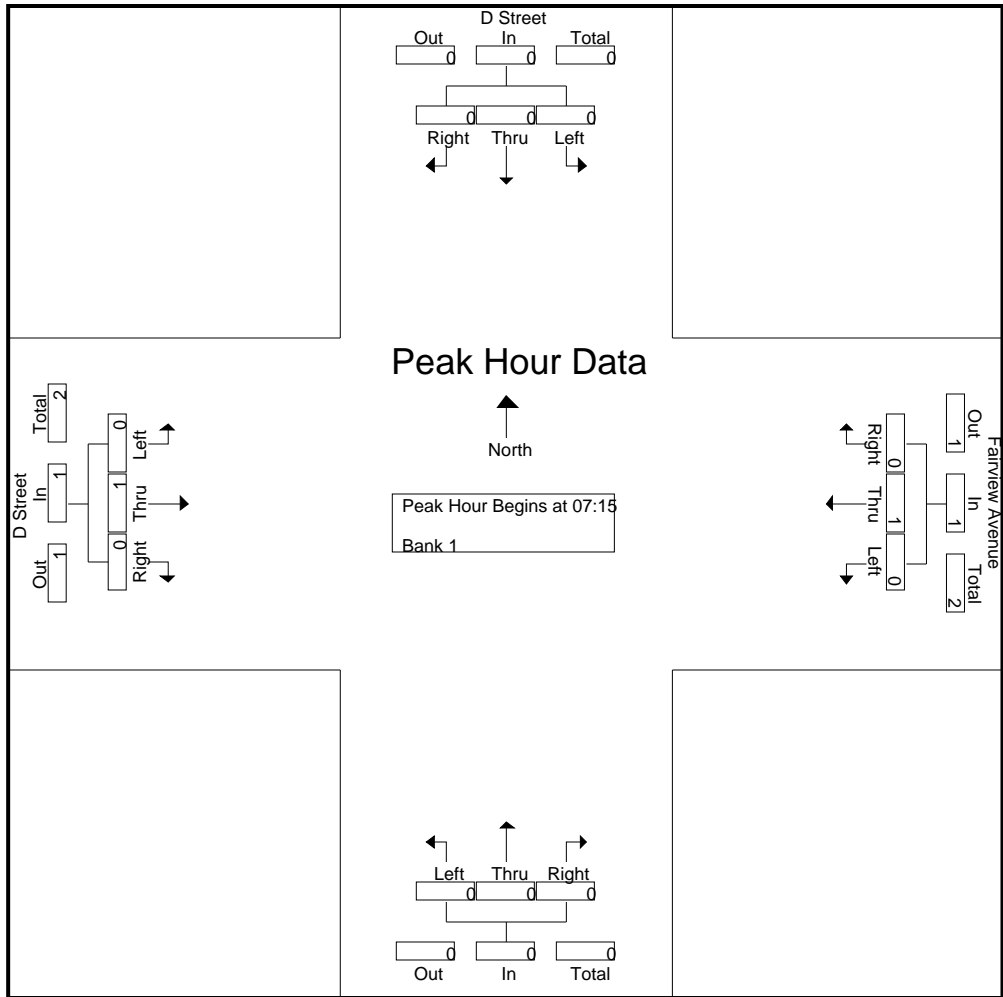 D Street
Out In Total
0 0 0
0 0 0
Right Thru Left
Peak Hour Data
North
Peak Hour Begins at 07:15
Bank 1
D Street
Out In Total
1 1 2
Right Thru Left
0 1 0
Fairview Avenue
Out In Total
1 1 2
Right Thru Left
0 1 0
Left Thru Right
0 0 0
0 0 0
Out In Total